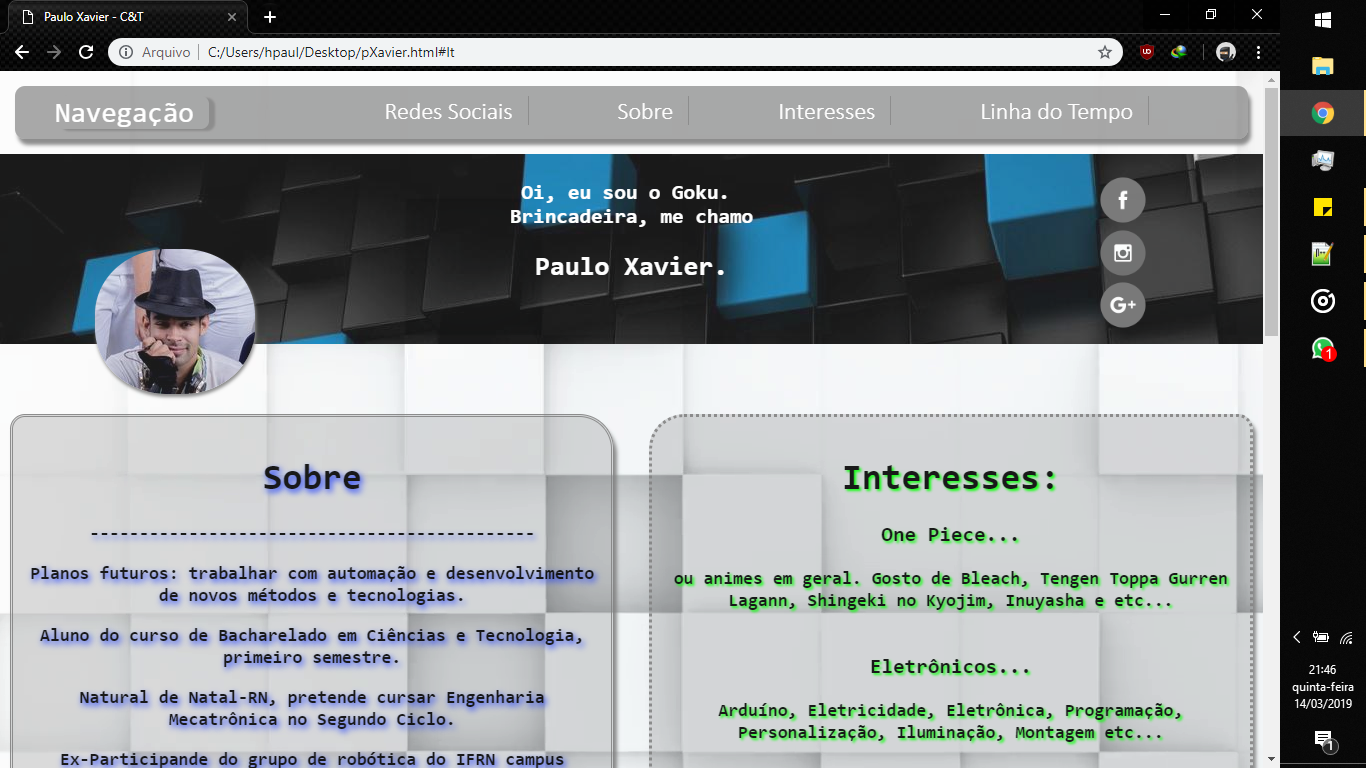 Paulo Xavier - C&T
Arquivo C:/Users/hpaul/Desktop/pXavier.html#lt
Navegação
Redes Sociais
Sobre
Interesses
Linha do Tempo
Oi, eu sou o Goku.
Brincadeira, me chamo
Paulo Xavier.
f
G+
Sobre
---------------------------------------------
Planos futuros: trabalhar com automação e desenvolvimento
de novos métodos e tecnologias.
Aluno do curso de Bacharelado em Ciências e Tecnologia,
primeiro semestre.
Natural de Natal-RN, pretende cursar Engenharia
Mecatrônica no Segundo Ciclo.
Ex-Participande do grupo de robótica do IFRN campus
Interesses:
One Piece...
ou animes em geral. Gosto de Bleach, Tengen Toppa Gurren
Lagann, Shingeki no Kyojim, Inuyasha e etc...
Eletrônicos...
Arduíno, Eletricidade, Eletrônica, Programação,
Personalização, Iluminação, Montagem etc...
1
21:46
quinta-feira
14/03/2019
1